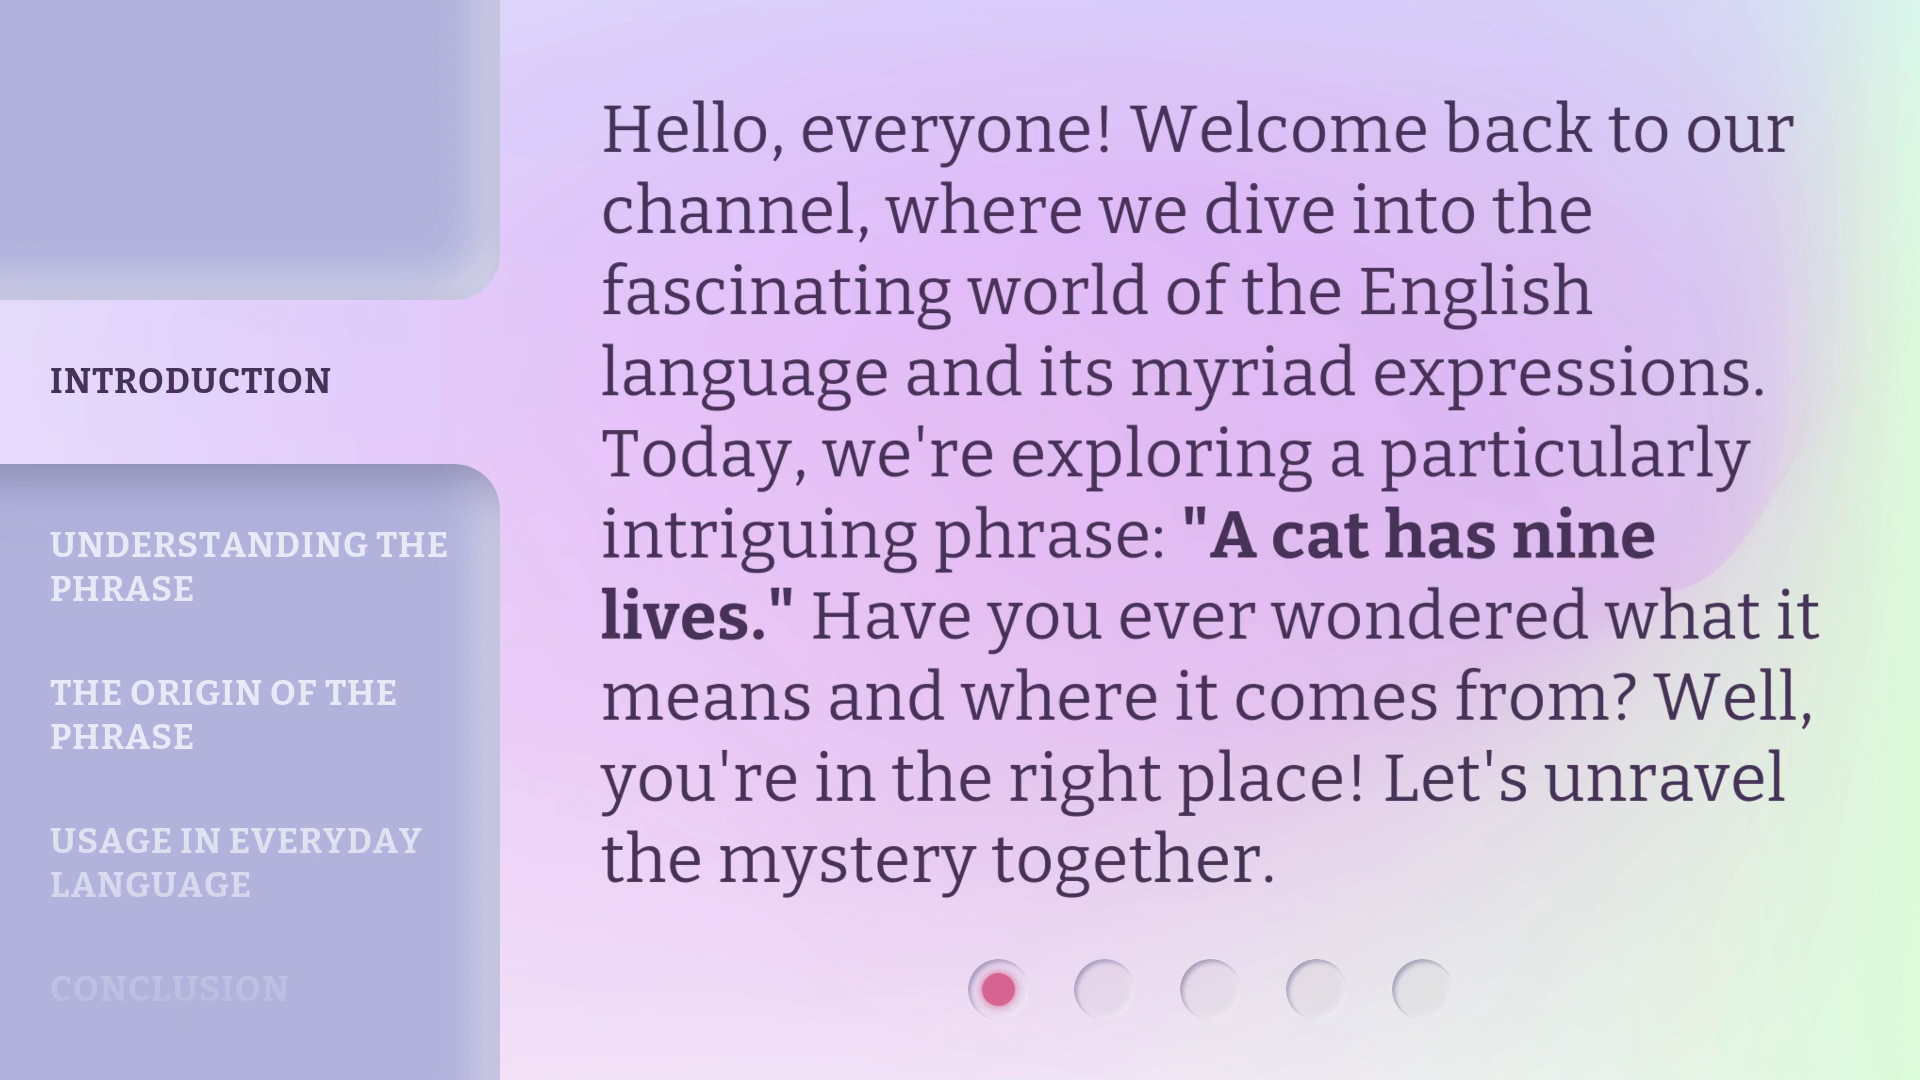 INTRODUCTION
UNDERSTANDING THE
PHRASE
THE ORIGIN OF THE
PHRASE
USAGE IN EVERYDAY
LANGUAGE
CONCLUSION
Hello, everyone! Welcome back to our
channel, where we dive into the
fascinating world of the English
language and its myriad expressions.
Today, we're exploring a particularly
intriguing phrase: "A cat has nine
lives." Have you ever wondered what it
means and where it comes from? Well,
you're in the right place! Let's unravel
the mystery together.